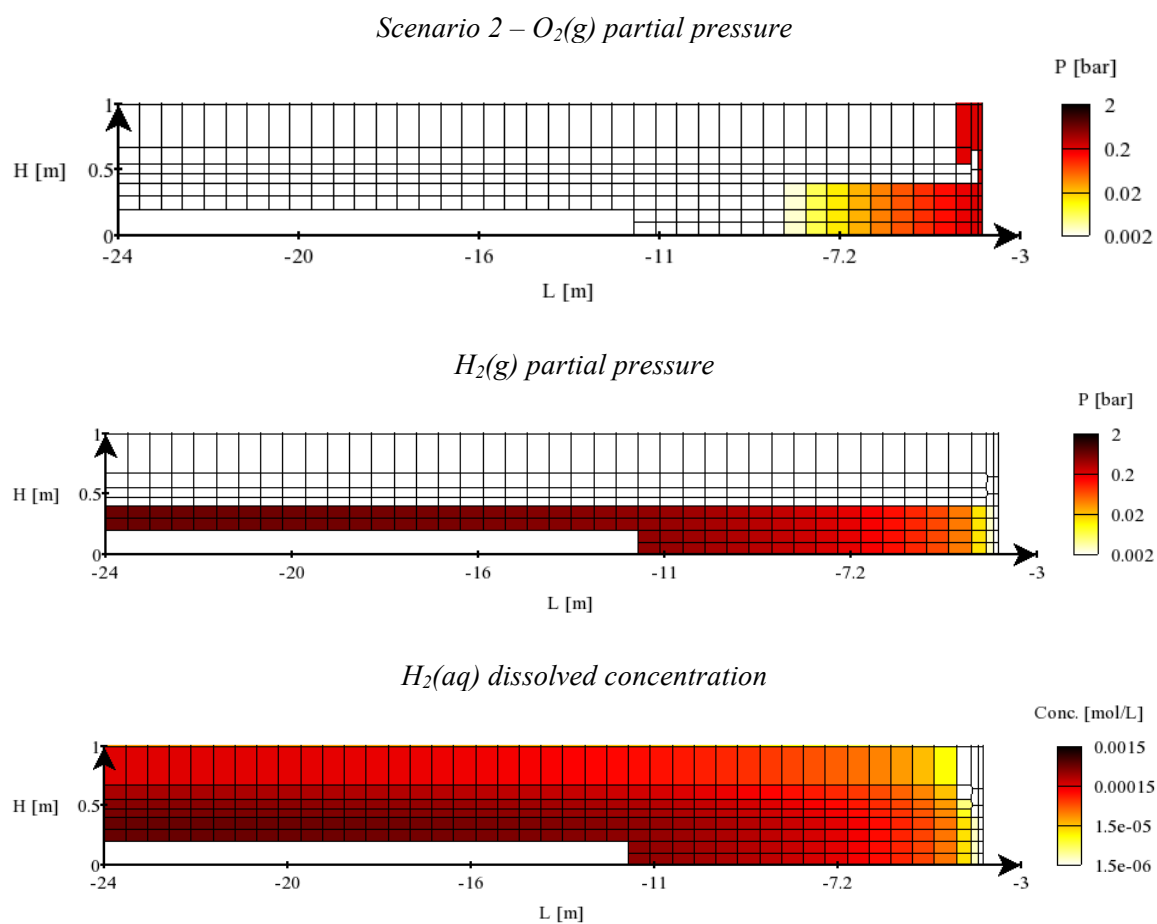 Scenario 2 – O₂(g) partial pressure
P [bar]
2
0.2
0.02
0.002
H [m]
1
0.5
0
-24
-20
-16
-11
-7.2
-3
L [m]
H₂(g) partial pressure
P [bar]
2
0.2
0.02
0.002
H [m]
1
0.5
0
-24
-20
-16
-11
-7.2
-3
L [m]
H₂(aq) dissolved concentration
Conc. [mol/L]
0.0015
0.00015
1.5e-05
1.5e-06
H [m]
1
0.5
0
-24
-20
-16
-11
-7.2
-3
L [m]